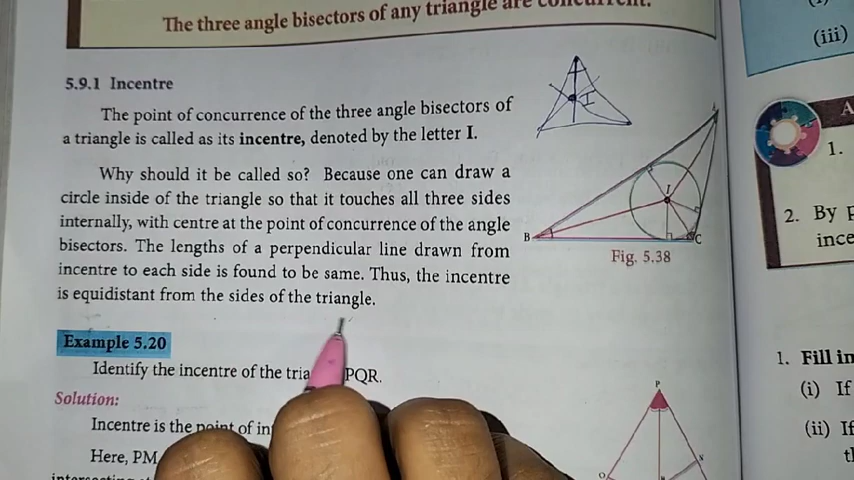 The three angle bisectors of any triangle are concurrent.
5.9.1 Incentre
The point of concurrence of the three angle bisectors of
a triangle is called as its incentre, denoted by the letter I.
Why should it be called so? Because one can draw a
circle inside of the triangle so that it touches all three sides
internally, with centre at the point of concurrence of the angle
bisectors. The lengths of a perpendicular line drawn from
incentre to each side is found to be same. Thus, the incentre
is equidistant from the sides of the triangle.
I
I
B
C
Fig. 5.38
Example 5.20
Identify the incentre of the PQR.
Solution:
Incentre is the point of
Here, PM
P
(iii)
A
1.
2. By
ince
1. Fill in
(i) If
(ii) If